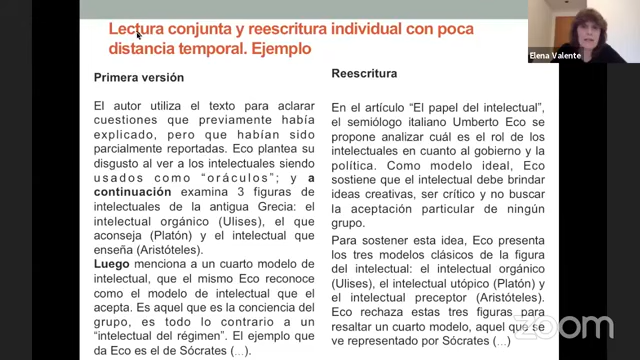 Lectura conjunta y reescritura individual con poca
distancia temporal. Ejemplo
Elena Valente
Primera versión
El autor utiliza el texto para aclarar
cuestiones que previamente había
explicado, pero que habían sido
parcialmente reportadas. Eco plantea su
disgusto al ver a los intelectuales siendo
usados como "oráculos"; y a
continuación examina 3 figuras de
intelectuales de la antigua Grecia: el
intelectual orgánico (Ulises), el que
aconseja (Platón) y el intelectual que
enseña (Aristóteles).
Luego menciona a un cuarto modelo de
intelectual, que el mismo Eco reconoce
como el modelo de intelectual que el
acepta. Es aquel que es la conciencia del
grupo, es todo lo contrario a un
"intelectual del régimen". El ejemplo que
da Eco es el de Sócrates (...).
Reescritura
En el artículo "El papel del intelectual",
el semiólogo italiano Umberto Eco se
propone analizar cuál es el rol de los
intelectuales en cuanto al gobierno y la
política. Como modelo ideal, Eco
sostiene que el intelectual debe brindar
ideas creativas, ser crítico y no buscar
la aceptación particular de ningún
grupo.
Para sostener esta idea, Eco presenta
los tres modelos clásicos de la figura
del intelectual: el intelectual orgánico
(Ulises), el intelectual utópico (Platón) y
el intelectual preceptor (Aristóteles).
Eco rechaza estas tres figuras para
resaltar un cuarto modelo, aquel que se
ve representado por Sócrates (...)
zoom